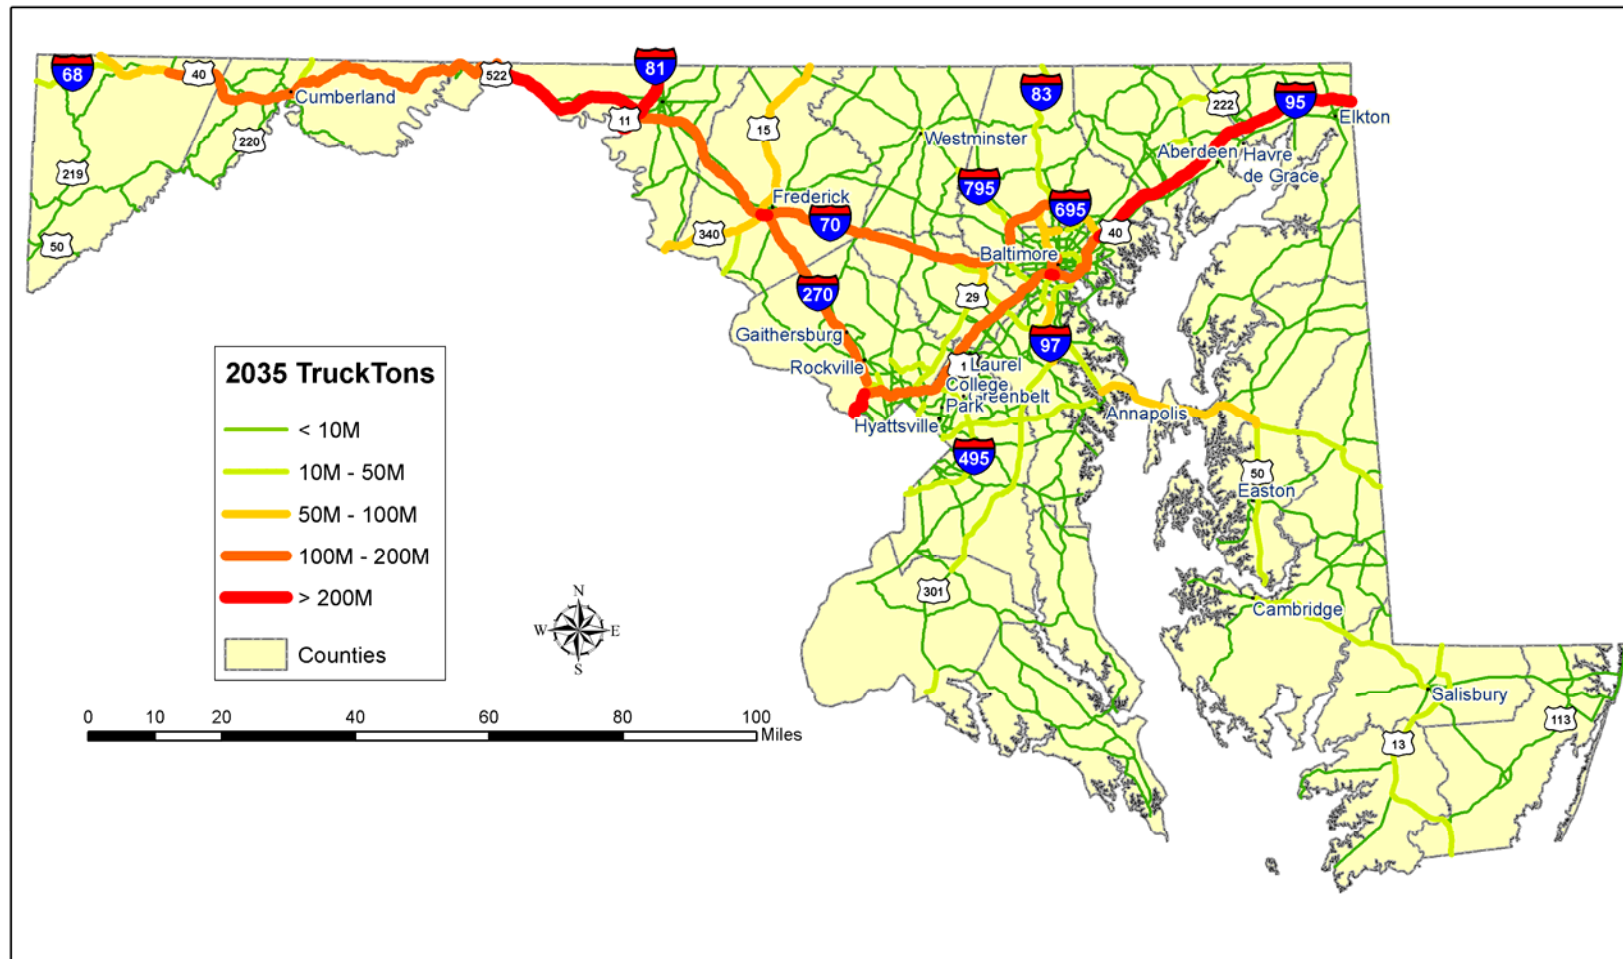 68
40
522
81
83
222
95
Cumberland
11
15
Elkton
220
Westminster
Aberdeen
Havre
de Grace
219
795
Frederick
695
340
70
40
50
Baltimore
270
29
Gaithersburg
97
Rockville
1
Laurel
College
Greenbelt
Park
Annapolis
Hyattsville
495
50
Easton
301
Cambridge
Salisbury
113
13
2035 TruckTons
< 10M
10M - 50M
50M - 100M
100M - 200M
> 200M
Counties
N
W
E
S
0 10 20 40 60 80 100
Miles